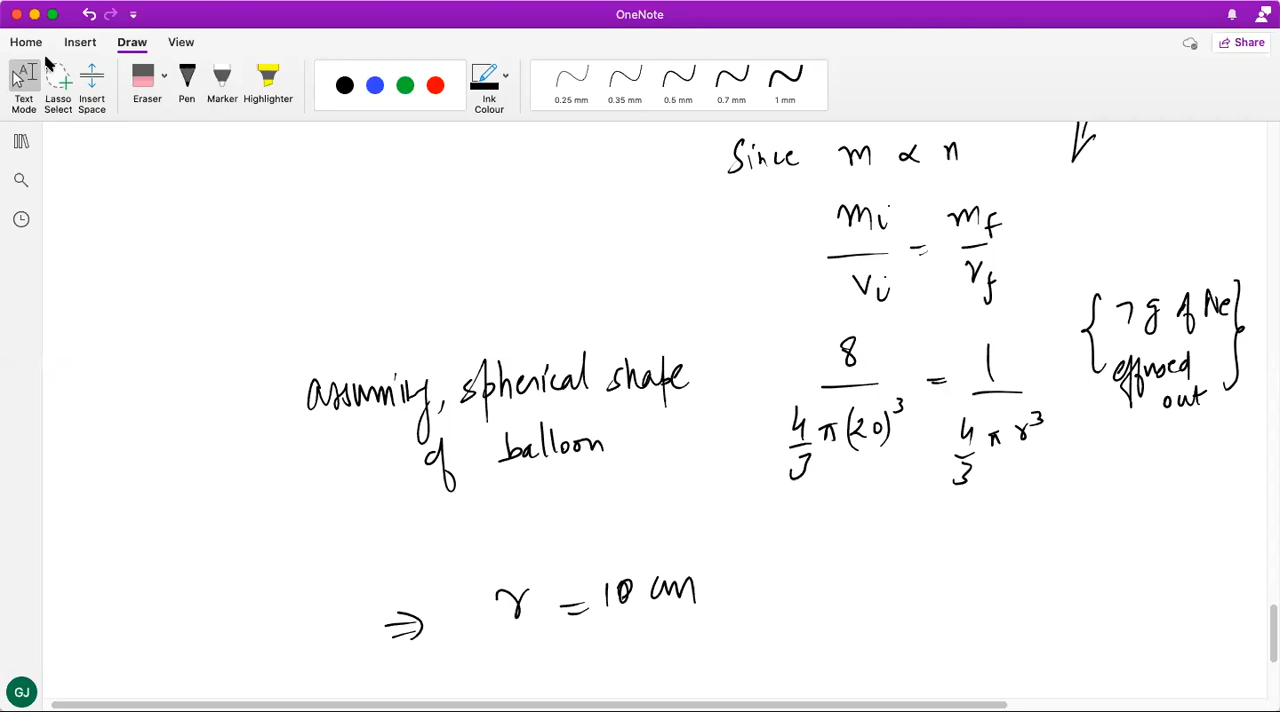 OneNote
Home Insert Draw View
Share
Text Mode
Lasso Select
Insert Space
Eraser
Pen
Marker
Highlighter
Ink Colour
0.25 mm
0.35 mm
0.5 mm
0.7 mm
1 mm
Since m ∝ n
mi/vi = mf/vf
{7 g of Ne effused out}
assuming, spherical shape
of balloon
8/(4/3 π(20)^3) = 1/(4/3 π r^3)
⇒ r = 10 cm
GJ